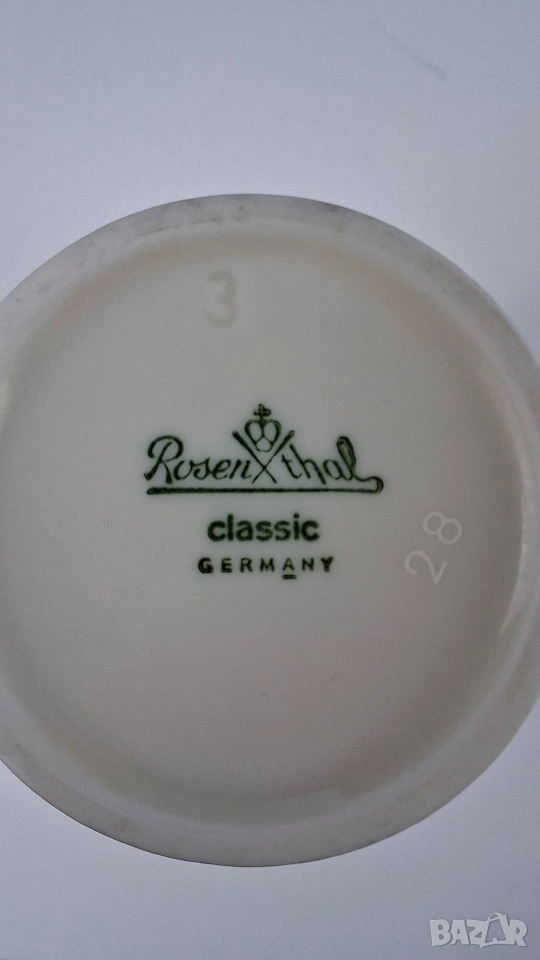 3
Rosenthal
classic
GERMANY
28
BAZAR